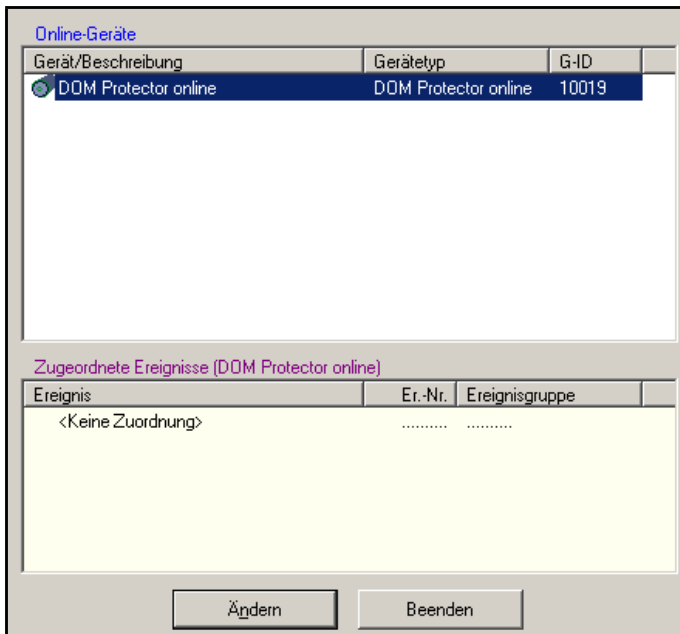 Online-Geräte
Gerät/Beschreibung Gerätetyp G-ID
DOM Protector online DOM Protector online 10019
Zugeordnete Ereignisse (DOM Protector online)
Ereignis Er.-Nr. Ereignisgruppe
<Keine Zuordnung> .......... ..........
Ändern Beenden